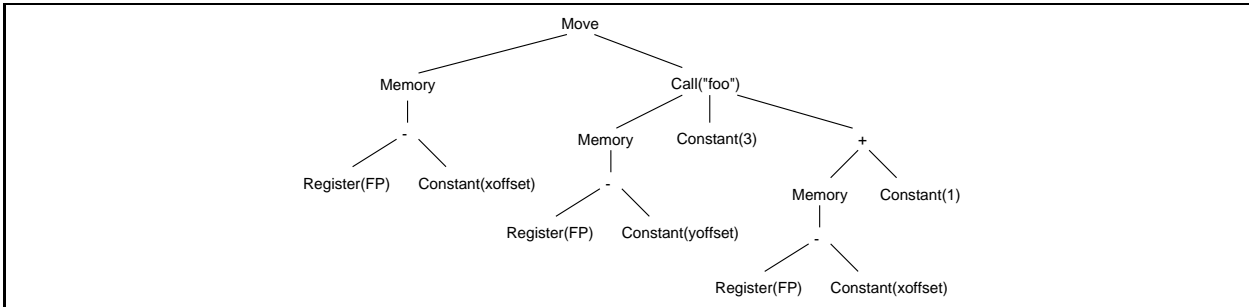 Move
Memory
Call("foo")
-
Memory
Constant(3)
+
Register(FP)
Constant(xoffset)
-
Memory
Constant(1)
Register(FP)
Constant(yoffset)
-
Register(FP)
Constant(xoffset)